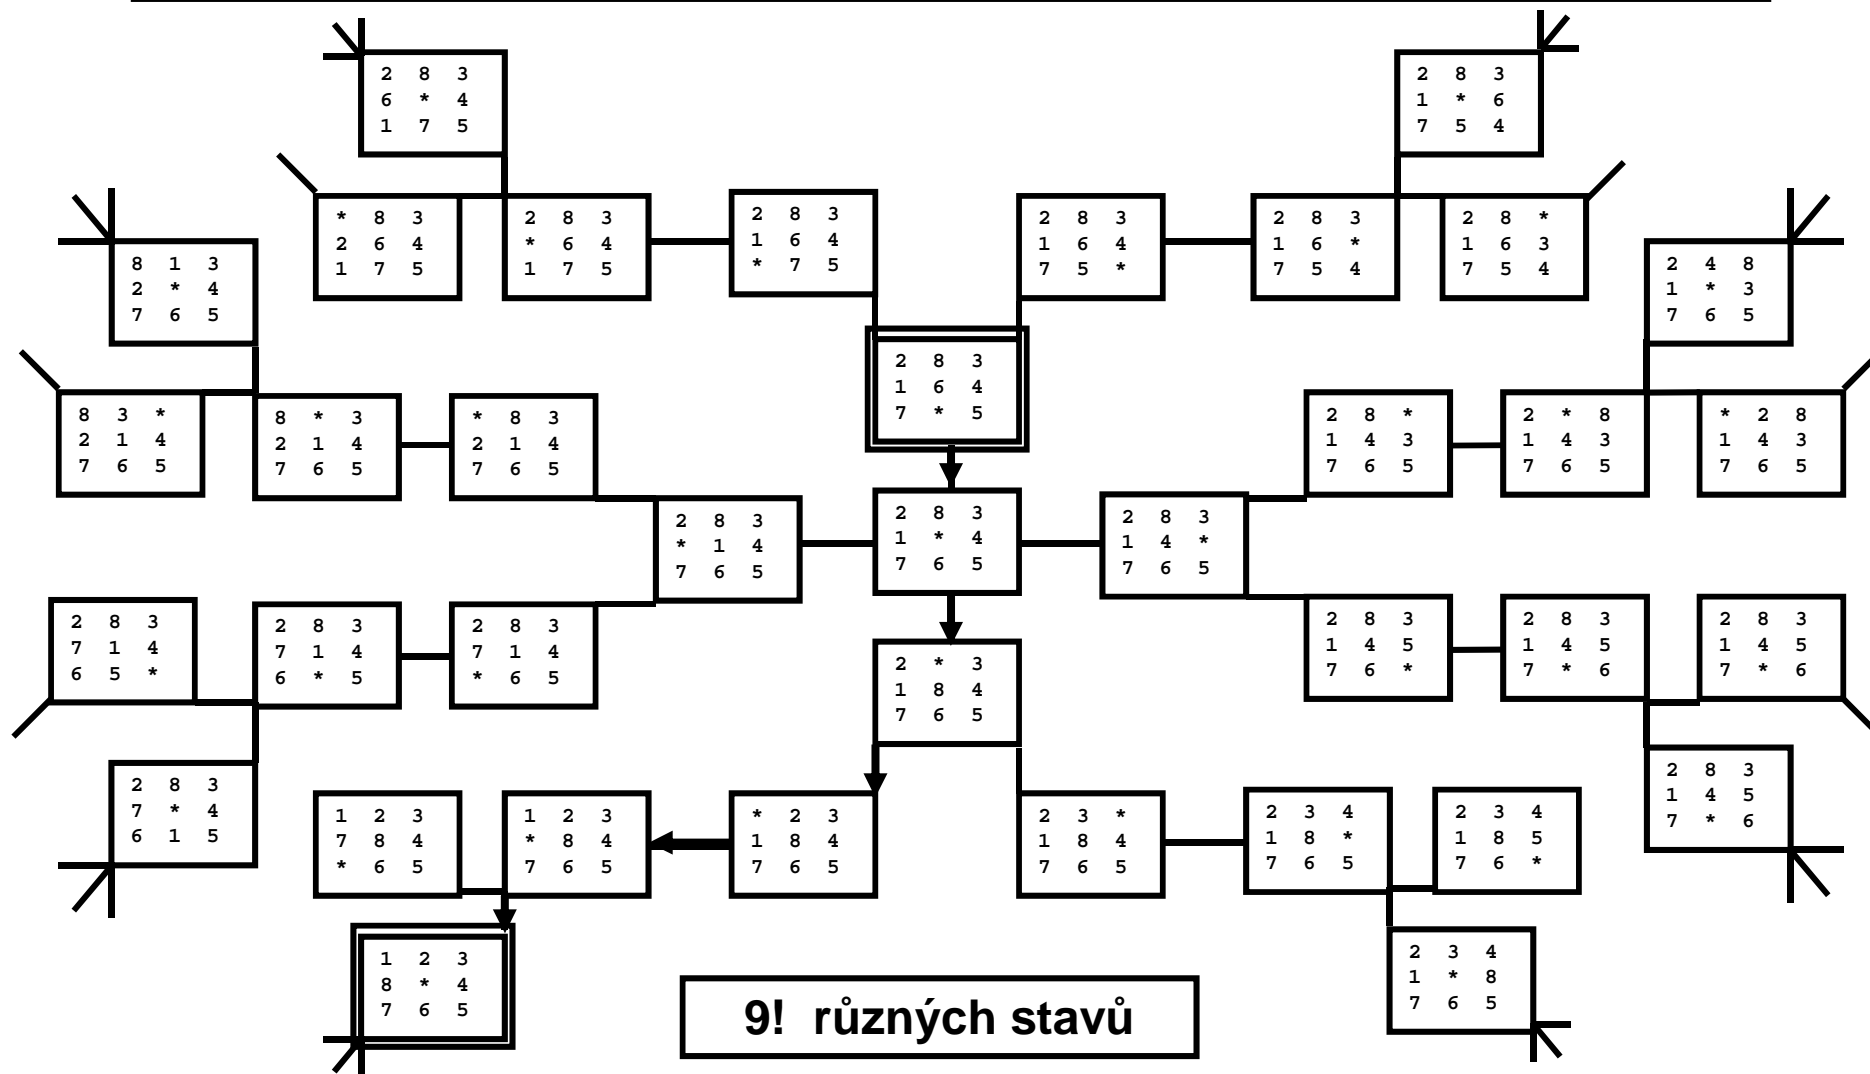 2 8 3
6 * 4
1 7 5
2 8 3
1 * 6
7 5 4
* 8 3
2 6 4
1 7 5
2 8 3
* 6 4
1 7 5
2 8 3
1 6 4
* 7 5
2 8 3
1 6 4
7 5 *
2 8 3
1 6 *
7 5 4
2 8 *
1 6 3
7 5 4
8 1 3
2 * 4
7 6 5
2 4 8
1 * 3
7 6 5
2 8 3
1 6 4
7 * 5
8 3 *
2 1 4
7 6 5
8 * 3
2 1 4
7 6 5
* 8 3
2 1 4
7 6 5
2 8 *
1 4 3
7 6 5
2 * 8
1 4 3
7 6 5
* 2 8
1 4 3
7 6 5
2 8 3
* 1 4
7 6 5
2 8 3
1 * 4
7 6 5
2 8 3
1 4 *
7 6 5
2 8 3
7 1 4
6 5 *
2 8 3
7 1 4
6 * 5
2 8 3
7 1 4
* 6 5
2 8 3
1 4 5
7 6 *
2 8 3
1 4 5
7 * 6
2 8 3
1 4 5
7 * 6
2 * 3
1 8 4
7 6 5
2 8 3
7 * 4
6 1 5
2 8 3
1 4 5
7 * 6
1 2 3
7 8 4
* 6 5
1 2 3
* 8 4
7 6 5
* 2 3
1 8 4
7 6 5
2 3 *
1 8 4
7 6 5
2 3 4
1 8 *
7 6 5
2 3 4
1 8 5
7 6 *
1 2 3
8 * 4
7 6 5
2 3 4
1 * 8
7 6 5
9! různých stavů